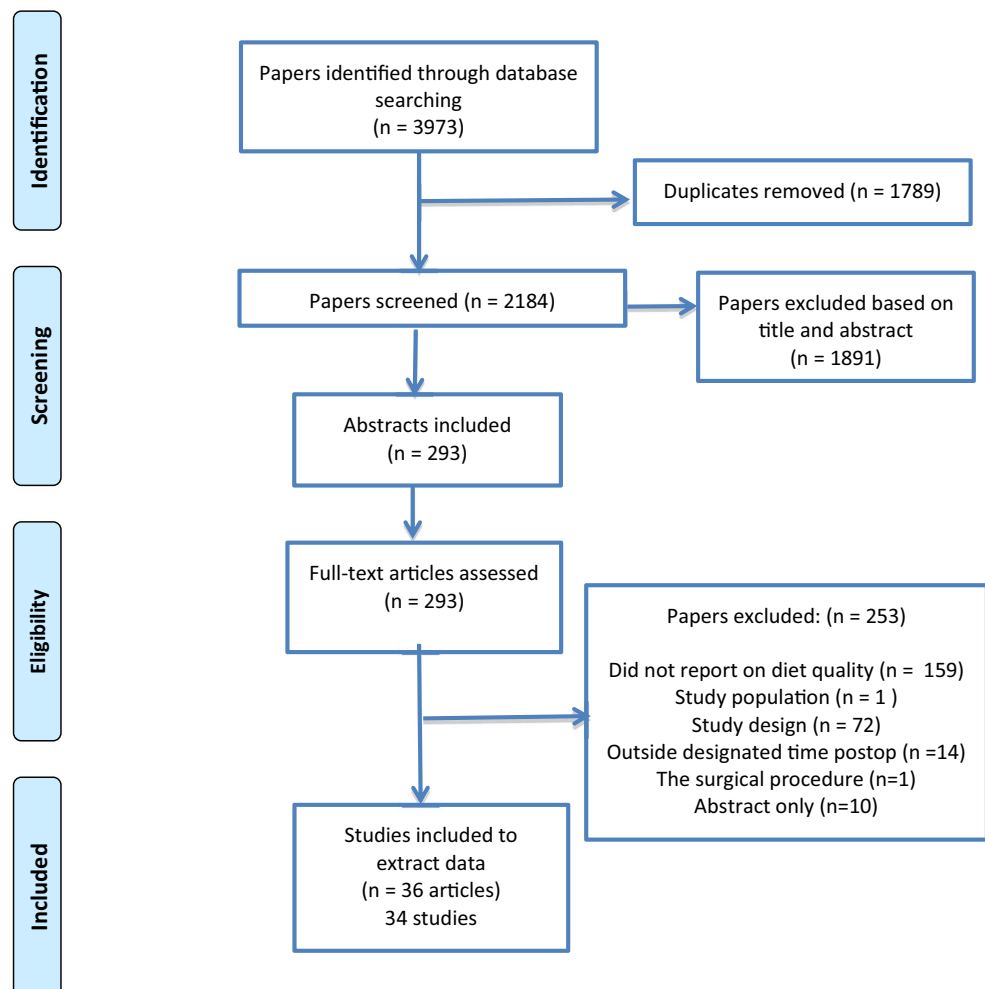 Identification
Papers identified through database
searching
(n = 3973)
Duplicates removed (n = 1789)
Screening
Papers screened (n = 2184)
Papers excluded based on
title and abstract
(n = 1891)
Abstracts included
(n = 293)
Eligibility
Full-text articles assessed
(n = 293)
Papers excluded: (n = 253)
Did not report on diet quality (n = 159)
Study population (n = 1 )
Study design (n = 72)
Outside designated time postop (n =14)
The surgical procedure (n=1)
Abstract only (n=10)
Included
Studies included to
extract data
(n = 36 articles)
34 studies